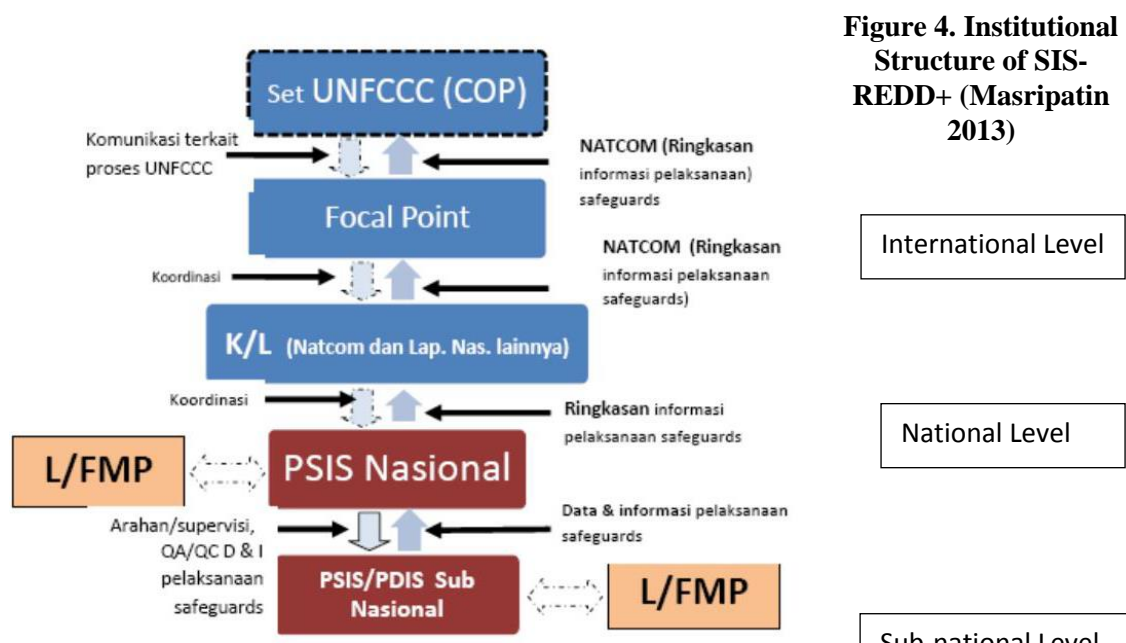 Figure 4. Institutional
Structure of SIS-
REDD+ (Masripatin
2013)
Set UNFCCC (COP)
Komunikasi terkait
proses UNFCCC
NATCOM (Ringkasan
informasi pelaksanaan)
safeguards
Focal Point
International Level
Koordinasi
NATCOM (Ringkasan
informasi pelaksanaan
safeguards)
K/L (Natcom dan Lap. Nas. lainnya)
Koordinasi
Ringkasan informasi
pelaksanaan safeguards
National Level
L/FMP
PSIS Nasional
Arahan/supervisi,
QA/QC D & I
pelaksanaan
safeguards
Data & informasi pelaksanaan
safeguards
PSIS/PDIS Sub
Nasional
L/FMP
Sub-national Level